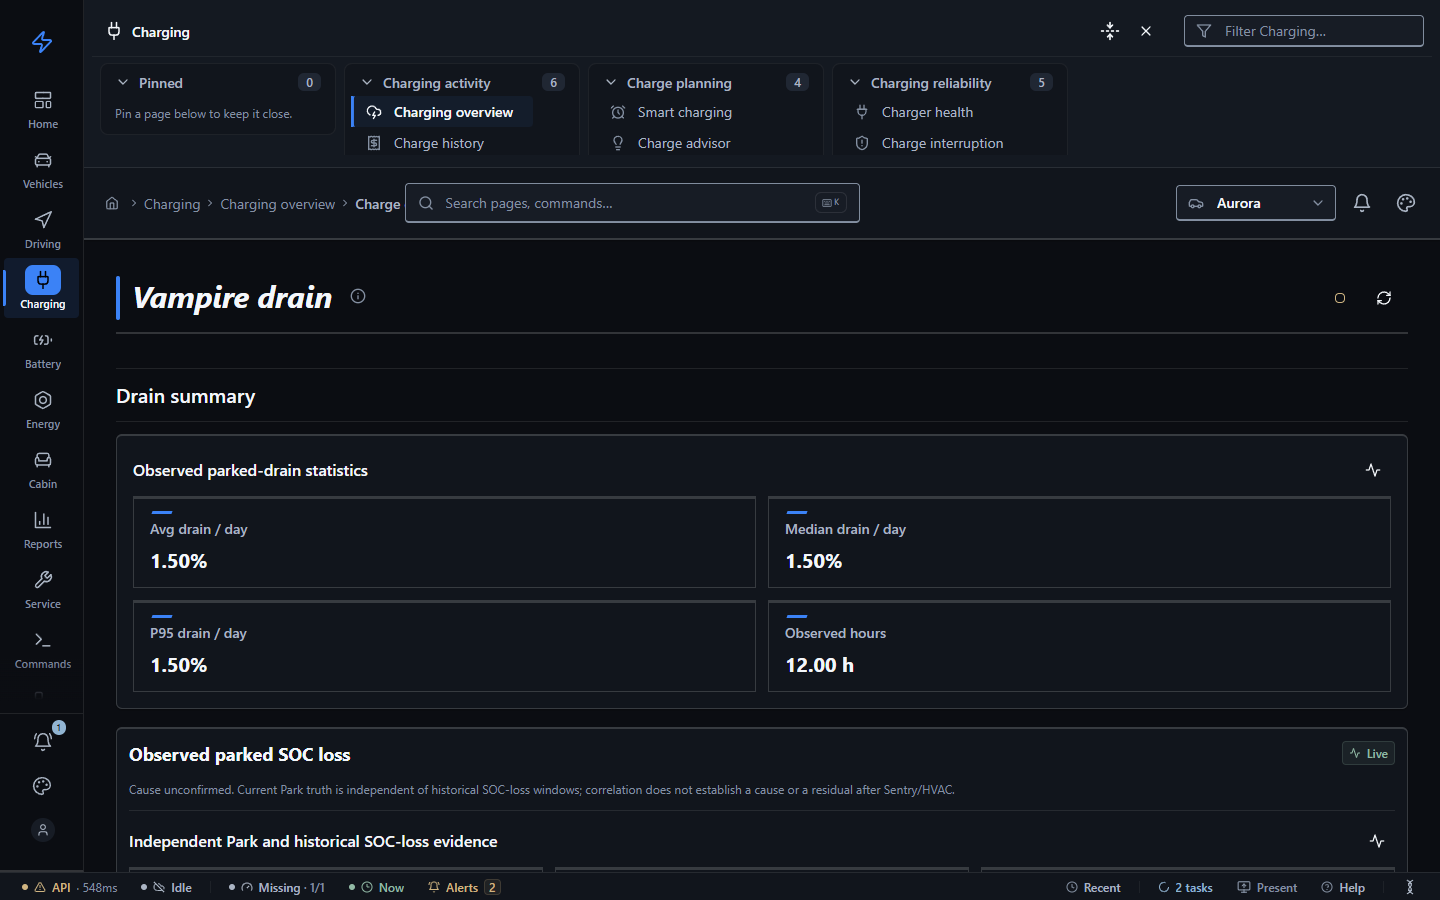 Charging
Filter Charging...
Home
Vehicles
Driving
Charging
Battery
Energy
Cabin
Reports
Service
Commands
1
Pinned
0
Pin a page below to keep it close.
Charging activity
6
Charging overview
Charge history
Charge planning
4
Smart charging
Charge advisor
Charging reliability
5
Charger health
Charge interruption
Charging
Charging overview
Charge
Search pages, commands...
K
Aurora
Vampire drain
Drain summary
Observed parked-drain statistics
Avg drain / day
1.50%
Median drain / day
1.50%
P95 drain / day
1.50%
Observed hours
12.00 h
Observed parked SOC loss
Live
Cause unconfirmed. Current Park truth is independent of historical SOC-loss windows; correlation does not establish a cause or a residual after Sentry/HVAC.
Independent Park and historical SOC-loss evidence
API · 548ms
Idle
Missing · 1/1
Now
Alerts 2
Recent
2 tasks
Present
Help